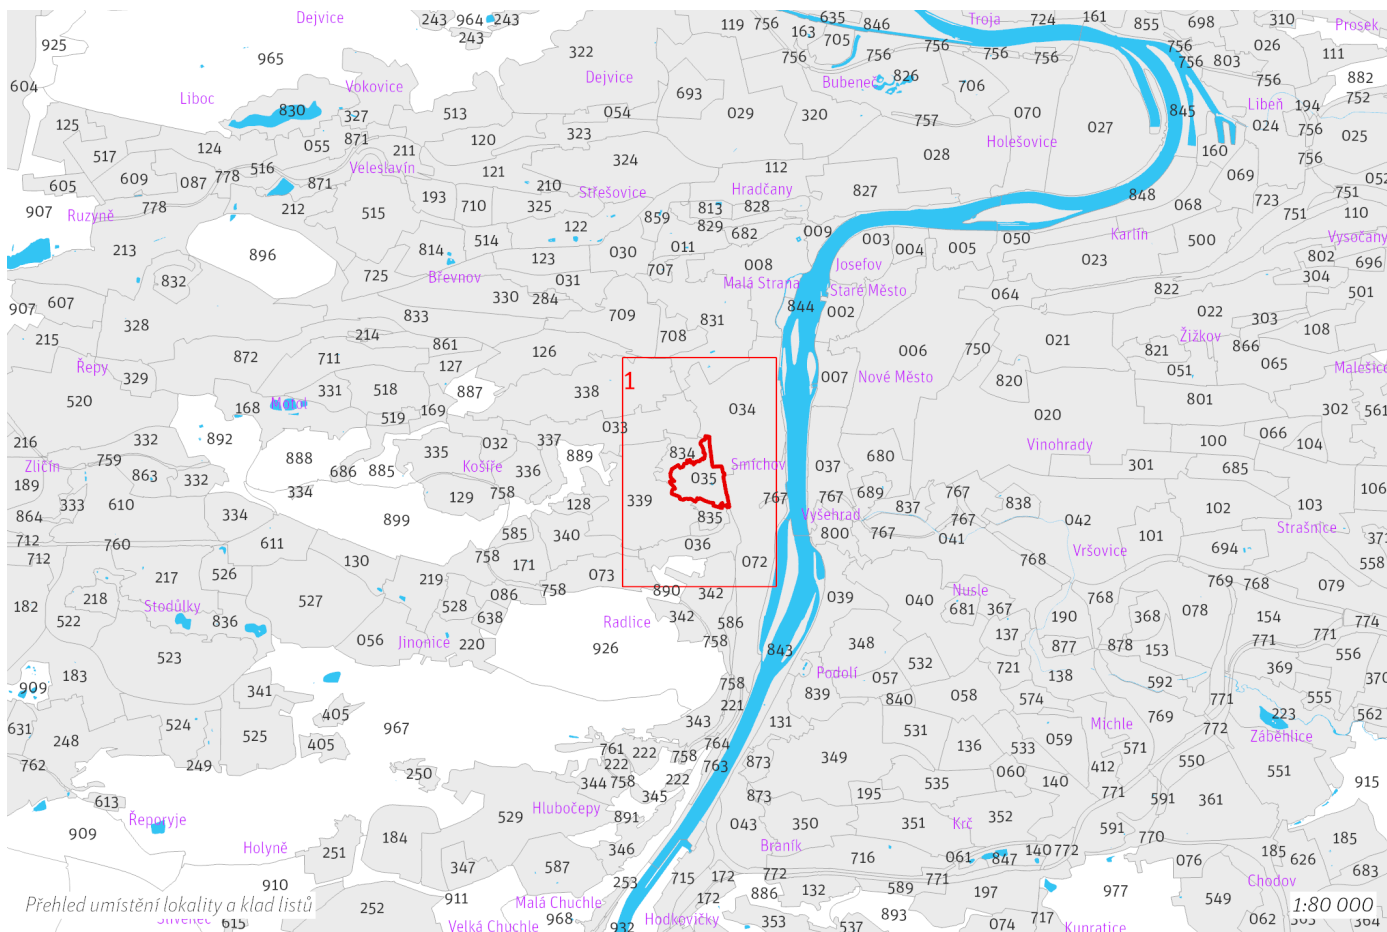 Dejvice 243 964 243 119 756 635 846 Troja 724 161 855 698 310 Prosek
925 965 243 322 756 163 705 756 756 756 756 756 756 803 026 111
604 Liboc Vokovice 830 327 513 Dejvice 054 693 029 320 Bubeneč 826 706 070 027 845 756 Libeň 194 882 752
125 124 055 871 211 120 323 757 Holešovice 024 756 025
517 516 Veleslavín 324 112 028 160 756
605 609 087 778 871 121 210 Střešovice Hradčany 827 848 069 751 052
907 Ruzyně 778 212 515 193 710 325 122 859 813 828 068 723 751 110
213 896 814 514 123 030 011 829 682 009 003 004 005 050 Karlín 500 Vysočany
832 725 Břevnov 031 707 008 Josefov 023 802 696
907 607 330 284 Malá Strana Staré Město 064 822 304 501
215 328 214 833 709 831 844 002 022 303 108
872 711 861 126 708 006 750 021 821 Žižkov 866
Řepy 329 331 518 127 338 1 007 Nové Město 820 051 065 Malešice
520 168 Motol 519 169 887 034 801
216 332 892 032 337 033 020 302 561
Zličín 759 888 335 Košíře 889 834 Smíchov 680 Vinohrady 100 066 104
189 863 332 686 885 336 035 037 301 685
333 610 334 129 758 128 339 767 767 689 837 767 838 102 103 106
864 334 899 835 Vyšehrad 767 042 Strašnice
712 760 611 585 340 036 800 767 041 101 694 371
712 217 526 130 758 171 072 768 Vršovice 558
182 218 Stodůlky 527 219 086 758 073 890 342 039 040 Nusle 768 769 768 079
522 836 528 638 Radlice 342 586 681 367 190 368 078 154 774
523 056 Jinonice 220 926 758 843 348 137 877 878 153 771 771 556
909 183 341 758 Podolí 057 532 721 138 592 369 370
631 405 221 839 840 058 574 771 555
248 524 525 405 967 343 131 531 Michle 769 223 562
762 249 250 761 222 758 764 136 533 059 571 772 Záběhlice
613 222 344 758 222 763 873 349 535 060 412 550 551 915
Řeporyje 529 Hlubočepy 345 873 195 140 771 591 361
909 Holyně 184 891 043 350 351 Krč 352 591 770 185
251 347 587 346 Braník 716 061 847 140 772 076 185 626
910 911 Malá Chuchle 253 715 172 772 771 Chodov 683
Přehled umístění lokality a klad listů 252 172 886 132 589 197 977 549 1:80 000
615 Velká Chuchle 968 932 Hodkovičky 353 537 893 074 717 Kunratice 062 364